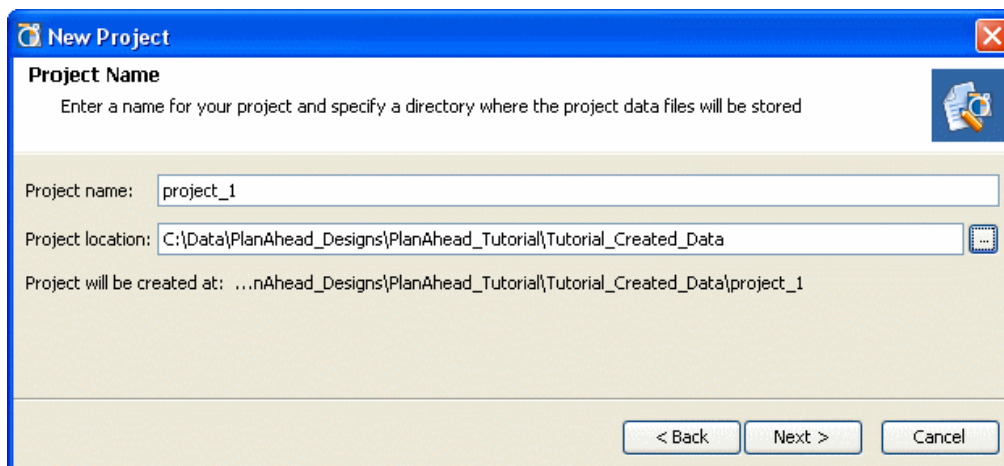 New Project
Project Name
Enter a name for your project and specify a directory where the project data files will be stored
Project name: project_1
Project location: C:\Data\PlanAhead_Designs\PlanAhead_Tutorial\Tutorial_Created_Data ...
Project will be created at: ...nAhead_Designs\PlanAhead_Tutorial\Tutorial_Created_Data\project_1
< Back Next > Cancel